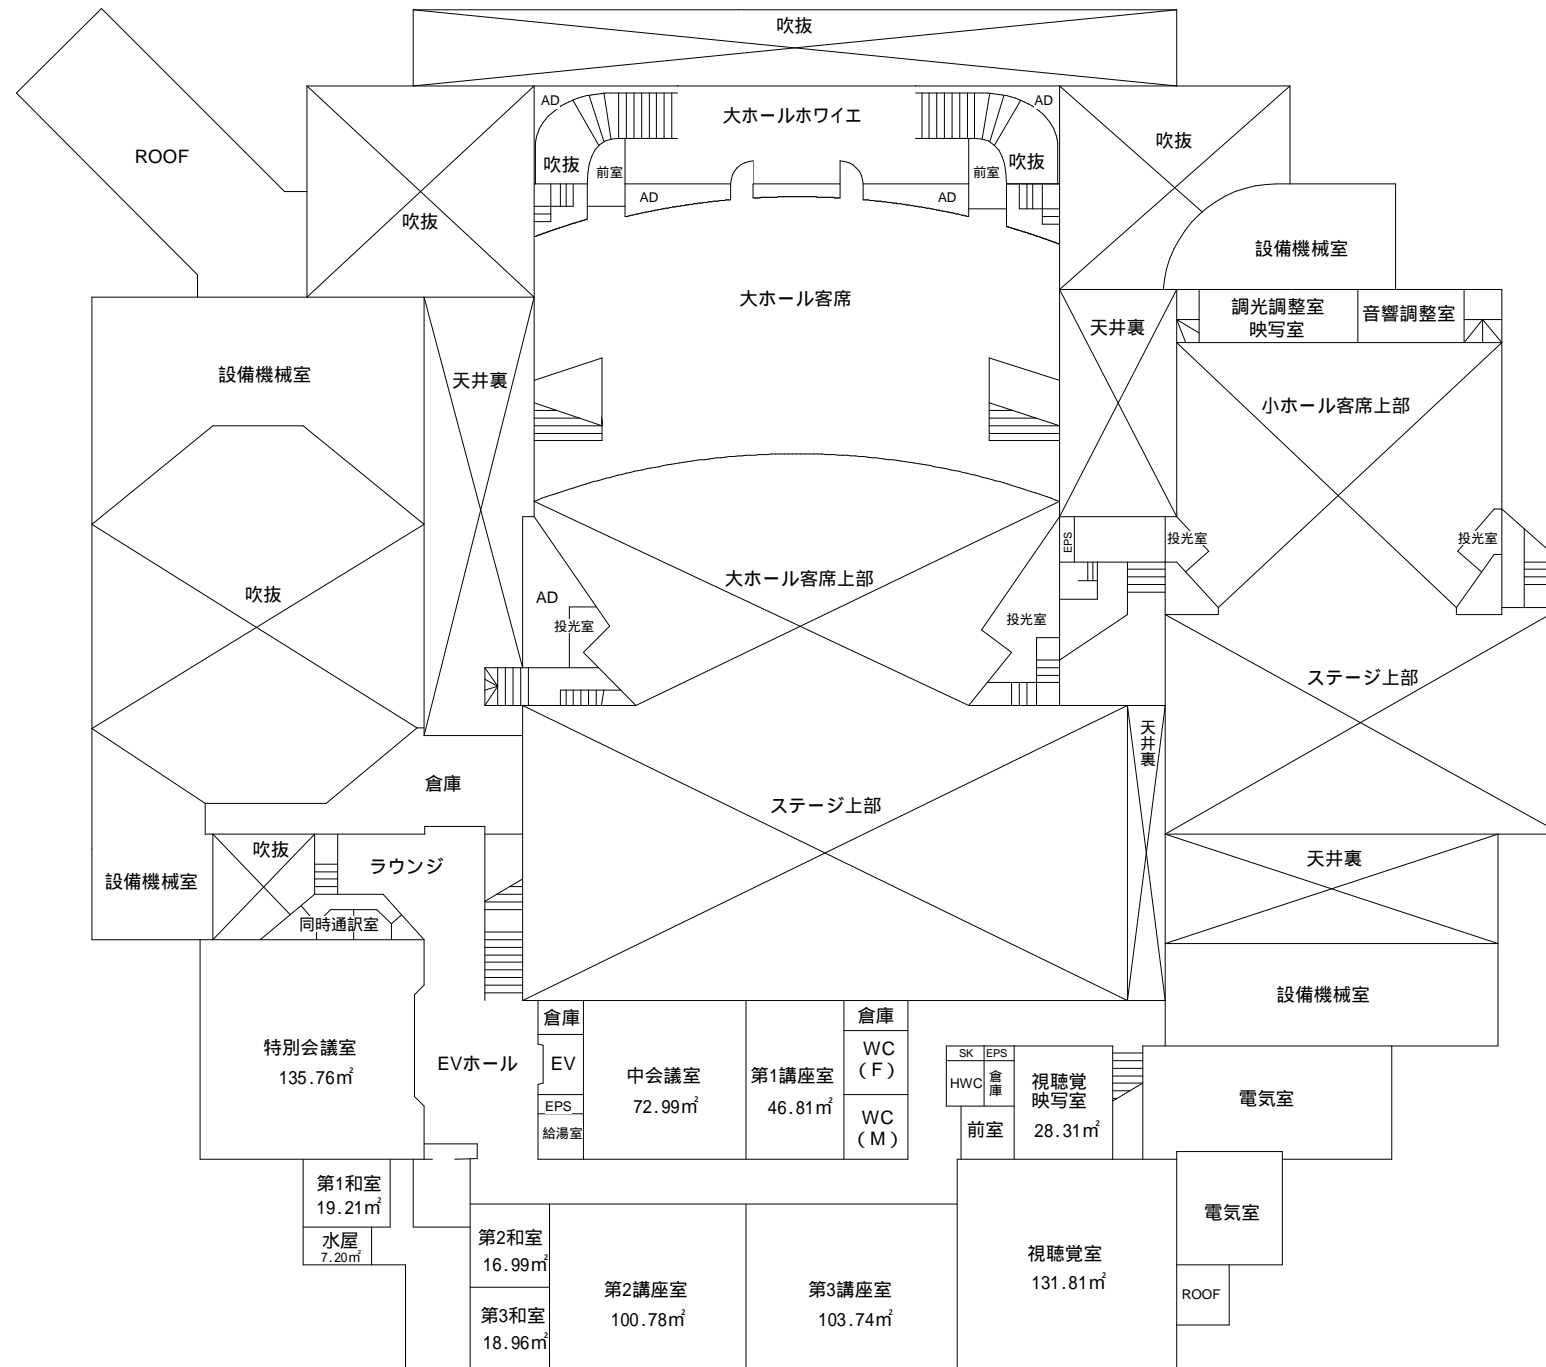 吹抜
AD
大ホールホワイエ
AD
ROOF
吹抜
吹抜
前室
前室
吹抜
吹抜
AD
AD
設備機械室
大ホール客席
調光調整室
映写室
音響調整室
天井裏
設備機械室
天井裏
小ホール客席上部
EPS
投光室
投光室
大ホール客席上部
吹抜
AD
投光室
投光室
ステージ上部
天井裏
倉庫
ステージ上部
吹抜
ラウンジ
天井裏
設備機械室
同時通訳室
設備機械室
倉庫
倉庫
特別会議室
135.76㎡
EVホール
EV
中会議室
72.99㎡
第1講座室
46.81㎡
WC
(F)
SK
EPS
HWC
倉庫
視聴覚
映写室
28.31㎡
電気室
EPS
給湯室
WC
(M)
前室
第1和室
19.21㎡
水屋
7.20㎡
第2和室
16.99㎡
電気室
視聴覚室
131.81㎡
第2講座室
100.78㎡
第3講座室
103.74㎡
ROOF
第3和室
18.96㎡